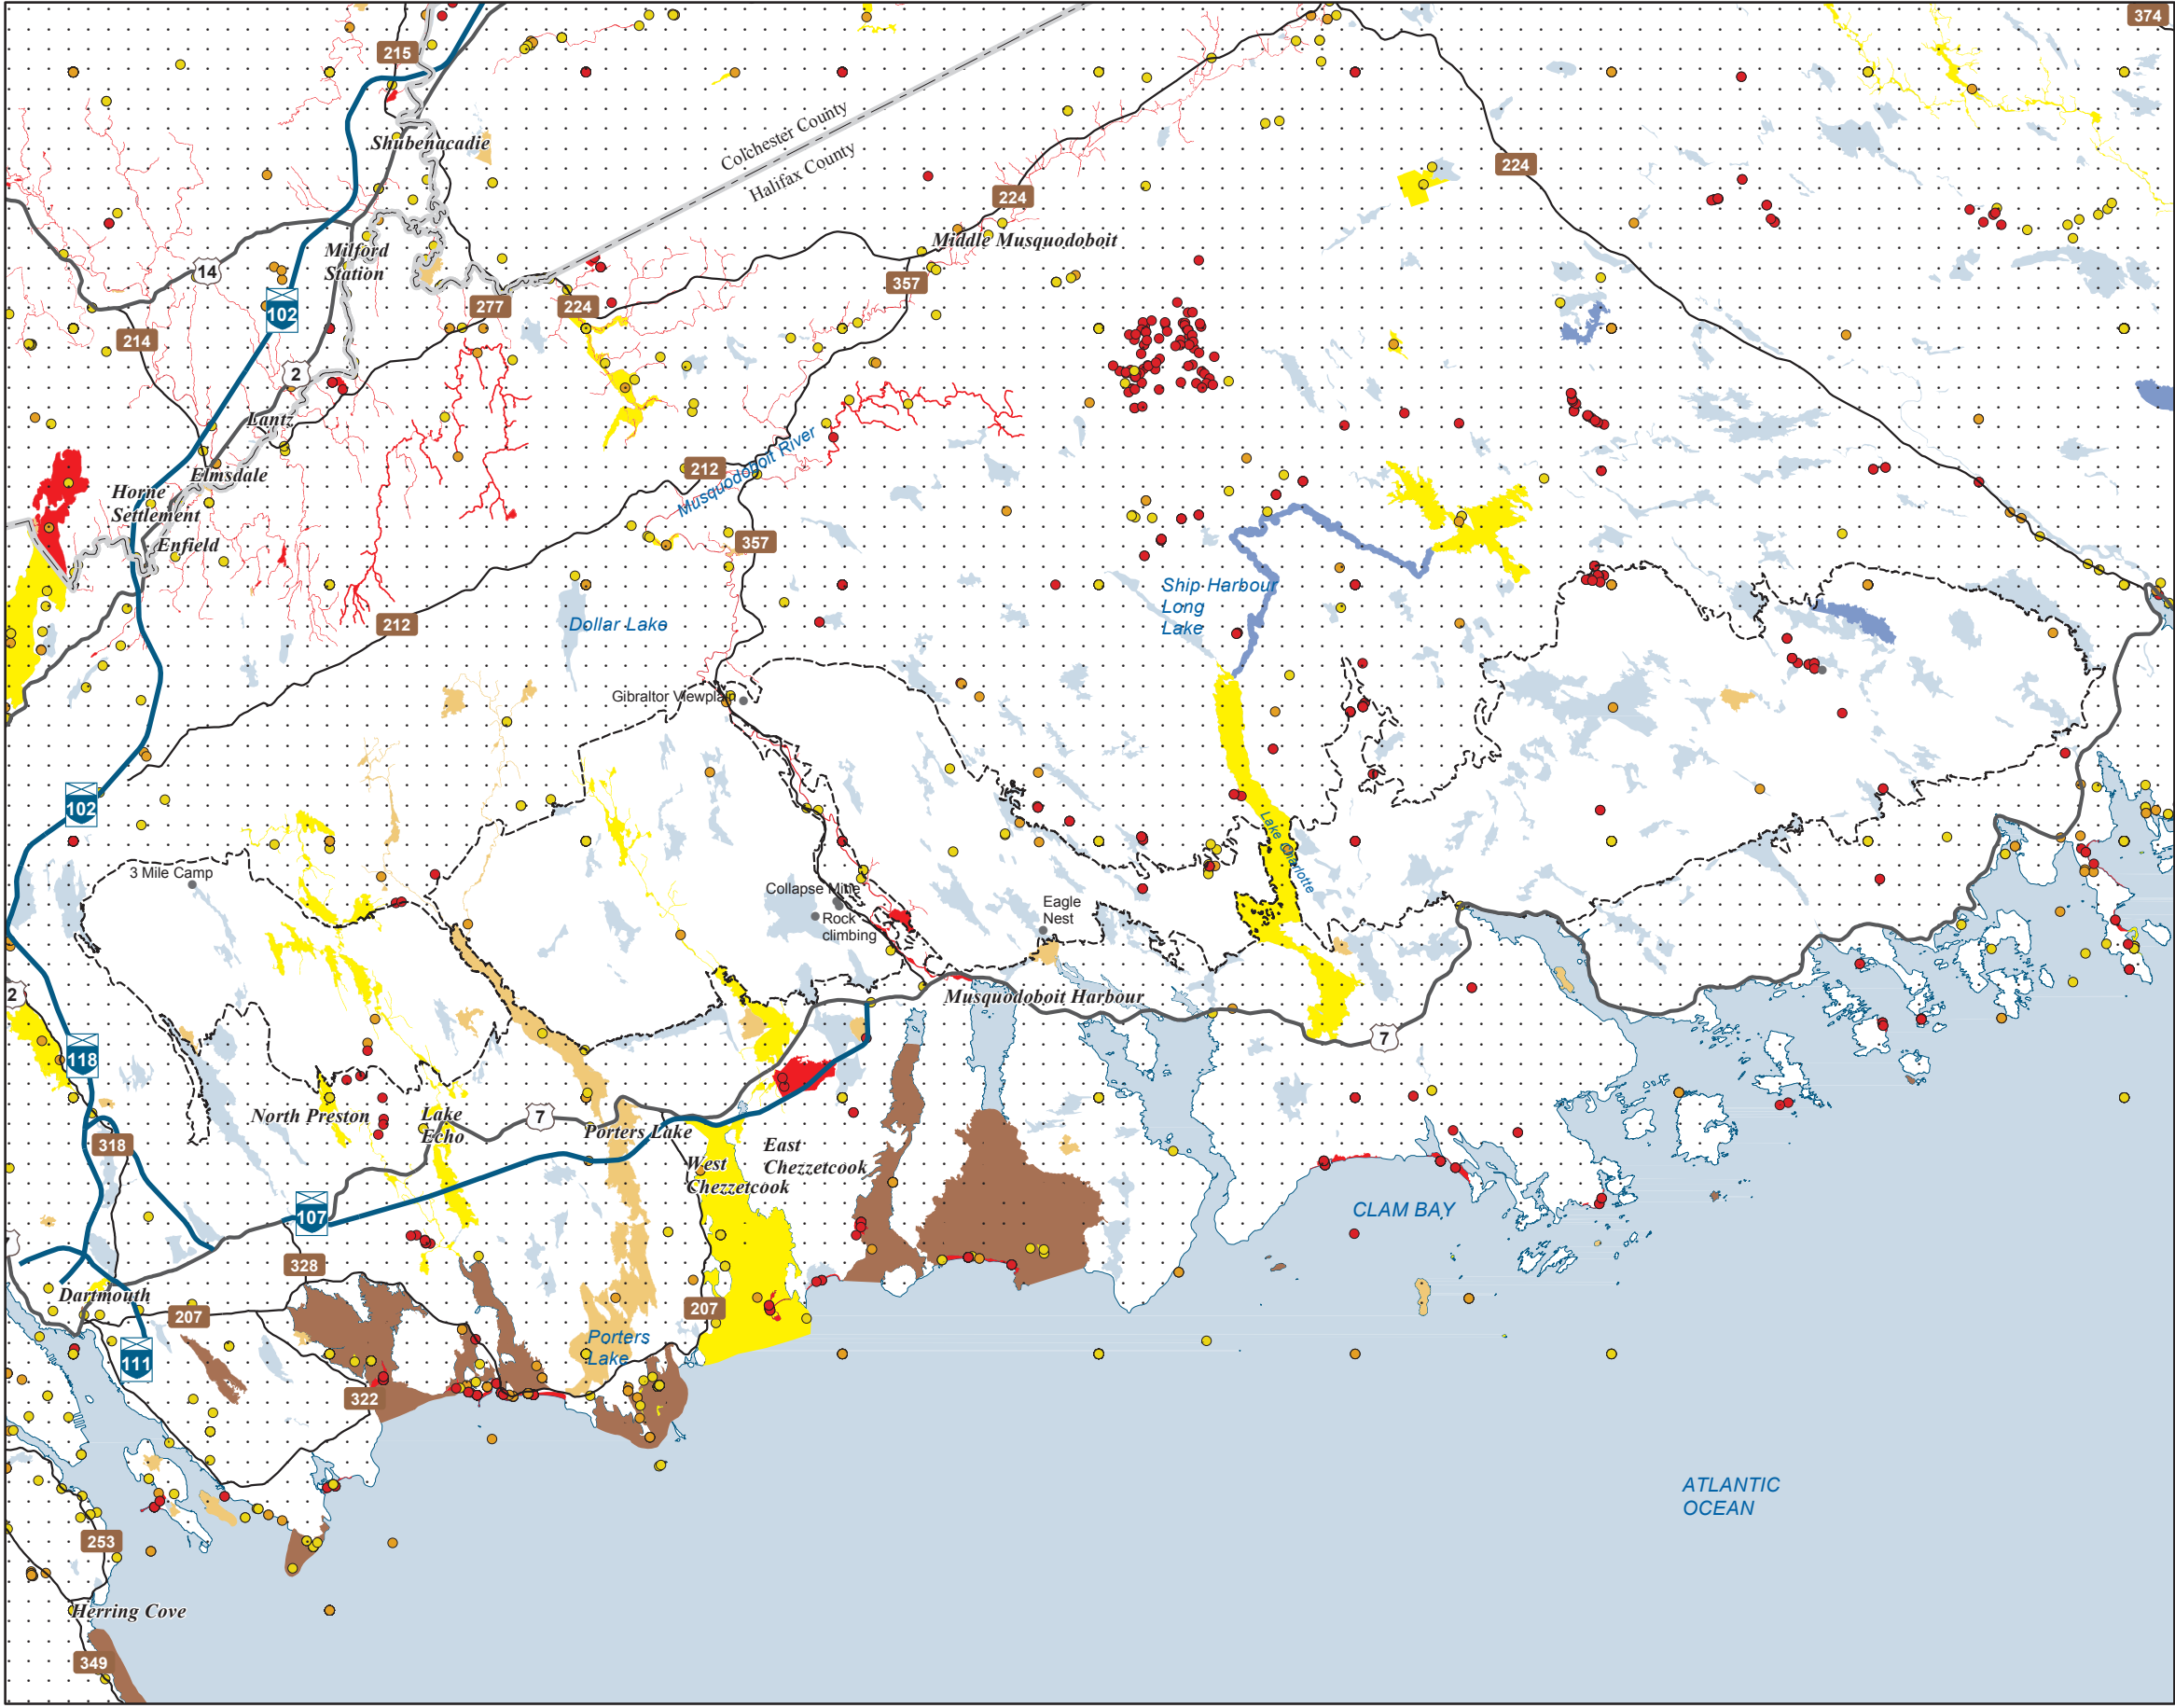 374
215
Shubenacadie
Colchester County
Halifax County
224
224
Middle Musquodoboit
Milford
Station
14
102
277
224
357
214
2
Lantz
Elmsdale
212
Musquodoboit River
Horne
Settlement
Enfield
357
Ship Harbour
Long
Lake
212
Dollar Lake
Gibraltor Viewplain
102
Lake Charlotte
3 Mile Camp
Collapse Mine
Rock
climbing
Eagle
Nest
2
Musquodoboit Harbour
118
7
North Preston
Lake
Echo
7
Porters Lake
318
West
Chezzetcook
East
Chezzetcook
107
CLAM BAY
328
Dartmouth
207
207
Porters
Lake
111
322
ATLANTIC
OCEAN
253
Herring Cove
349